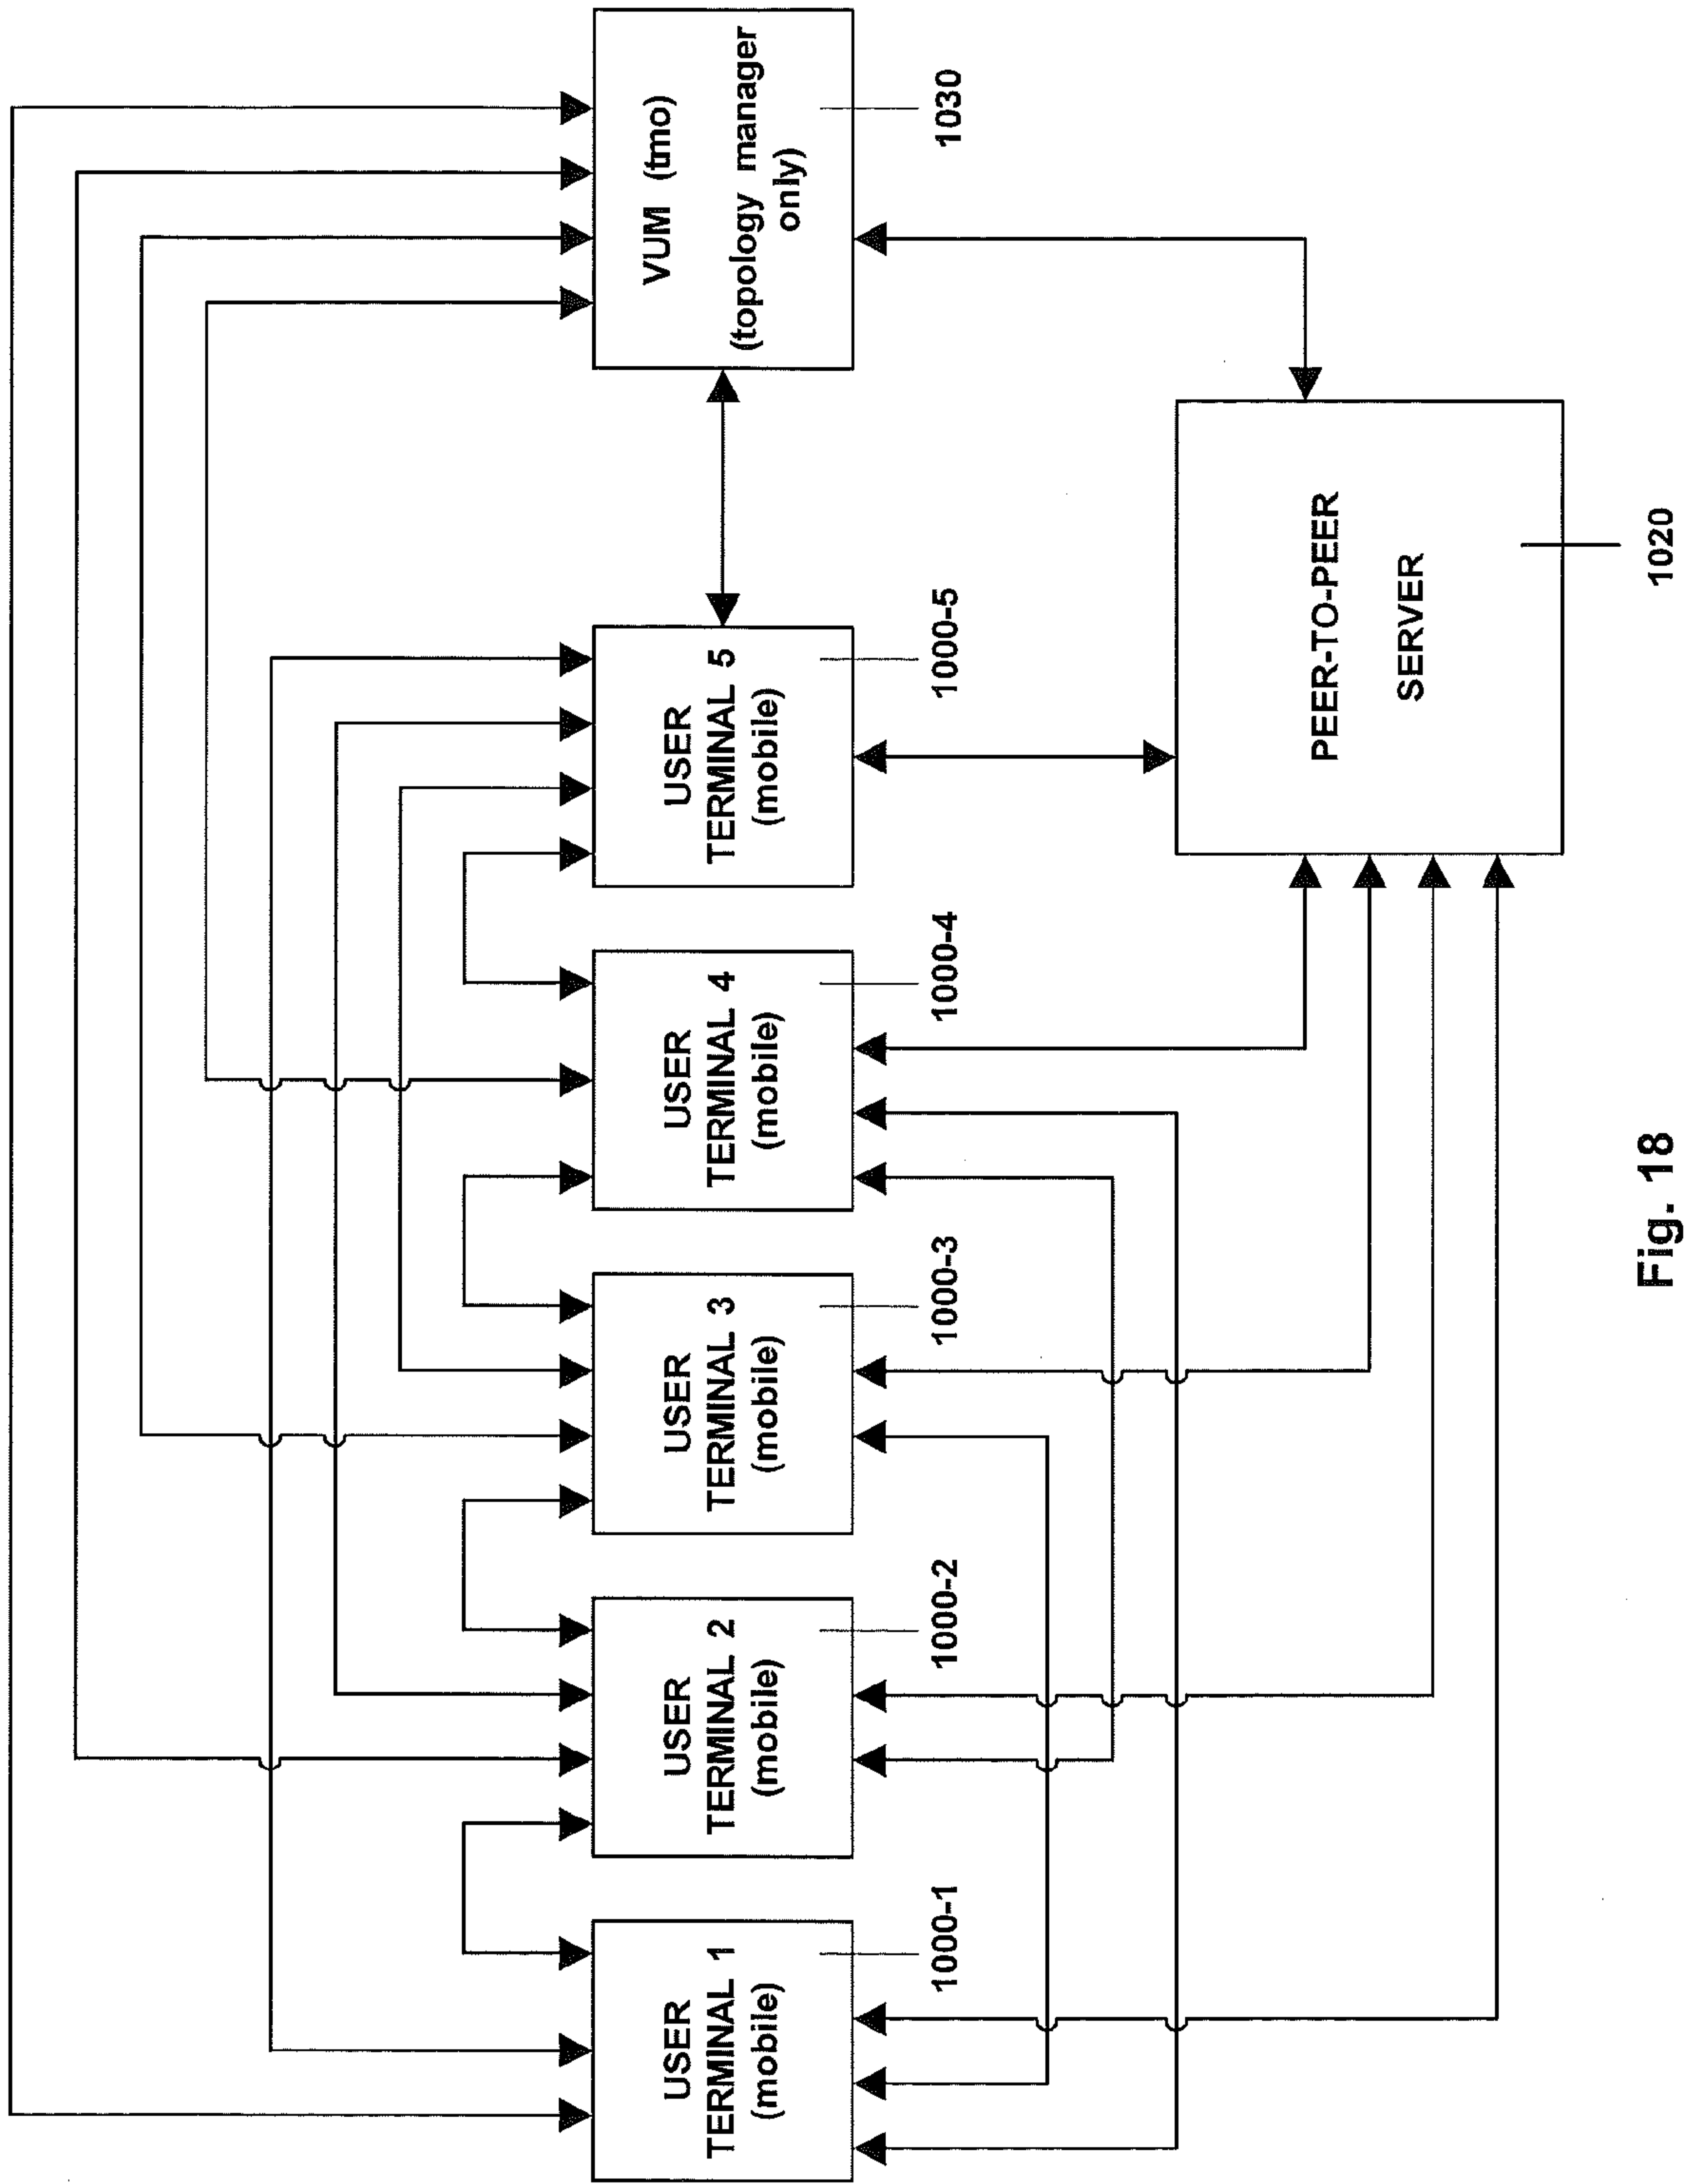 USER
TERMINAL 1
(mobile)
1000-1
USER
TERMINAL 2
(mobile)
1000-2
USER
TERMINAL 3
(mobile)
1000-3
USER
TERMINAL 4
(mobile)
1000-4
USER
TERMINAL 5
(mobile)
1000-5
VUM (tmo)
(topology manager
only)
1030
PEER-TO-PEER
SERVER
1020
Fig. 18